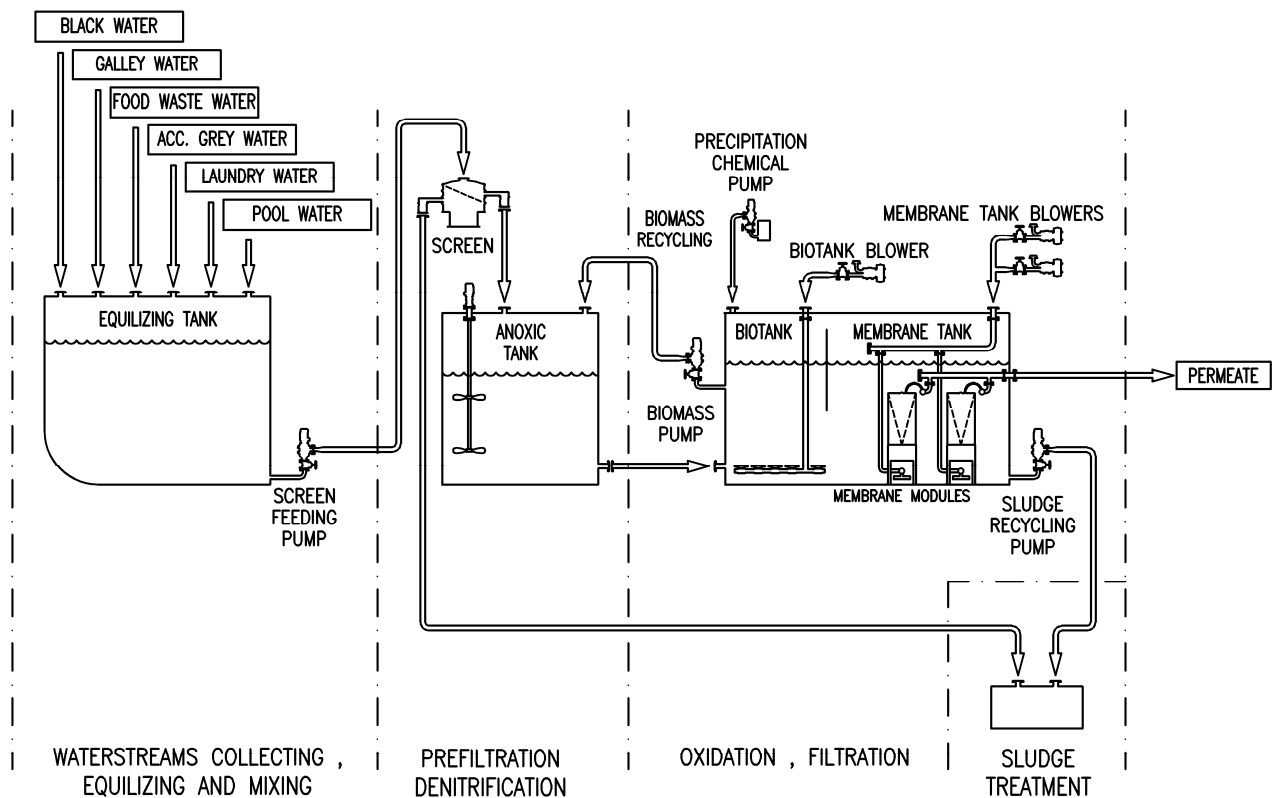 BLACK WATER
GALLEY WATER
FOOD WASTE WATER
ACC. GREY WATER
LAUNDRY WATER
POOL WATER
EQUILIZING TANK
SCREEN
FEEDING
PUMP
SCREEN
ANOXIC
TANK
PRECIPITATION
CHEMICAL
PUMP
BIOMASS
RECYCLING
BIOTANK BLOWER
MEMBRANE TANK BLOWERS
BIOTANK
MEMBRANE TANK
PERMEATE
BIOMASS
PUMP
MEMBRANE MODULES
SLUDGE
RECYCLING
PUMP
WATERSTREAMS COLLECTING ,
EQUILIZING AND MIXING
PREFILTRATION
DENITRIFICATION
OXIDATION , FILTRATION
SLUDGE
TREATMENT